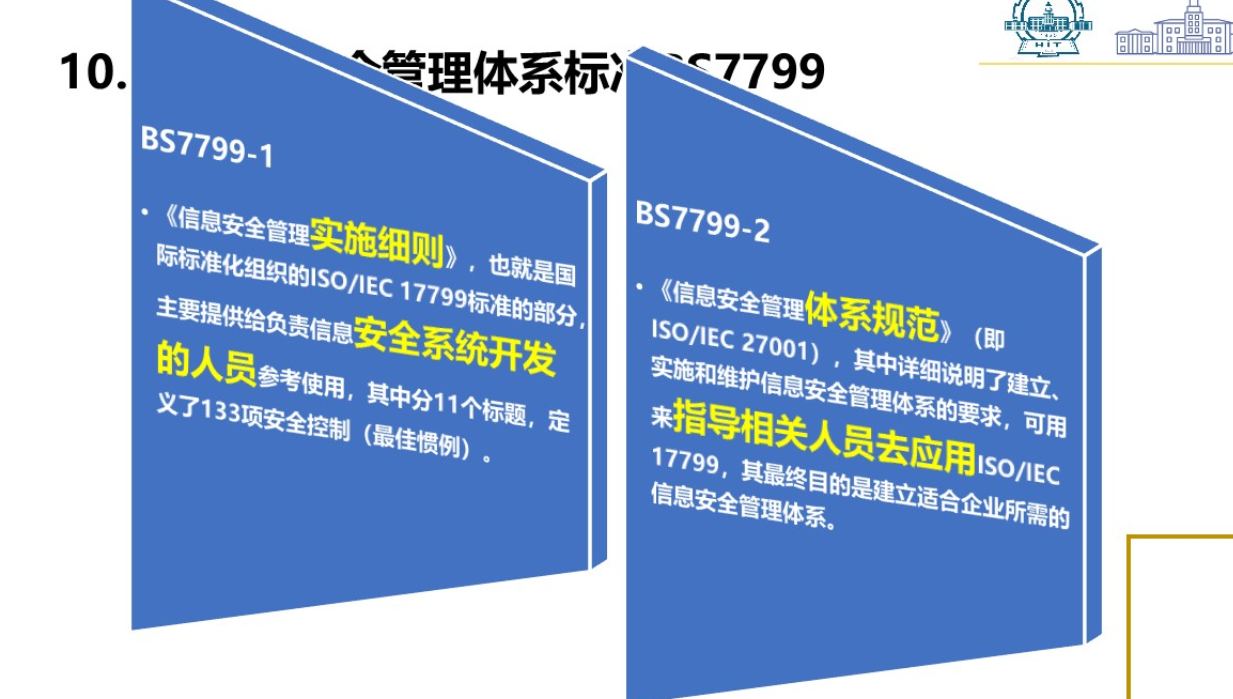 10.
全管理体系标准BS7799
HIT
BS7799-1
• 《信息安全管理实施细则》，也就是国
际标准化组织的ISO/IEC 17799标准的部分，
主要提供给负责信息安全系统开发
的人员参考使用，其中分11个标题，定
义了133项安全控制（最佳惯例）。
BS7799-2
• 《信息安全管理体系规范》（即
ISO/IEC 27001），其中详细说明了建立、
实施和维护信息安全管理体系的要求，可用
来指导相关人员去应用ISO/IEC
17799，其最终目的是建立适合企业所需的
信息安全管理体系。